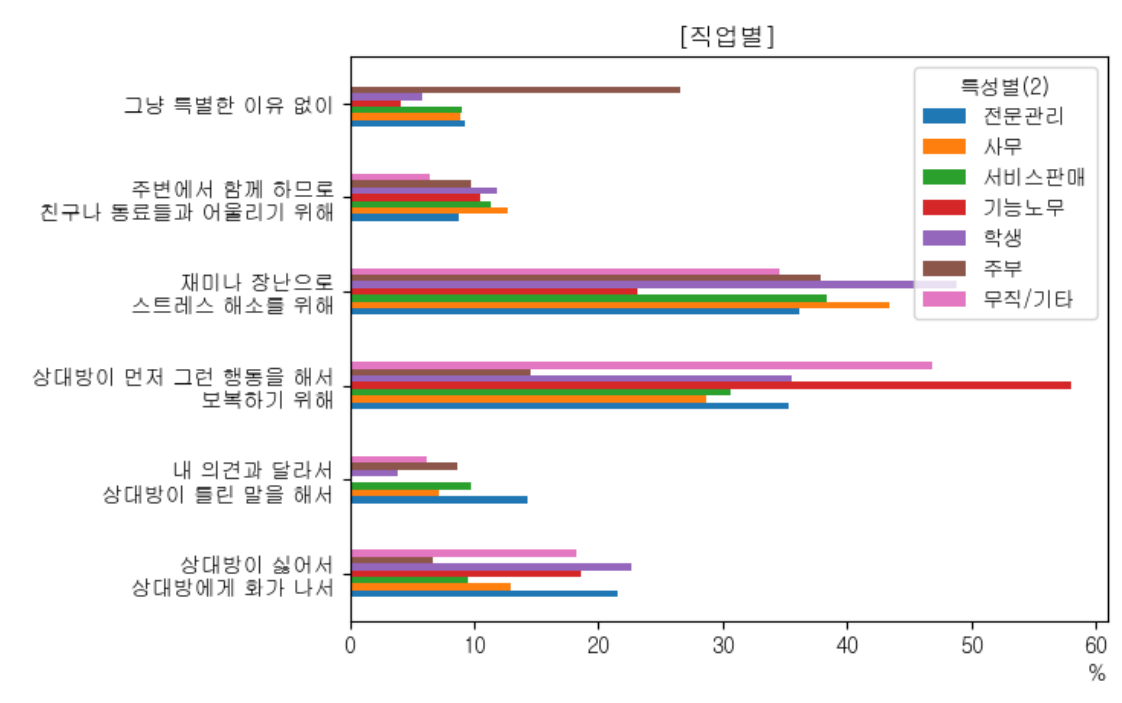 [직업별]
그냥 특별한 이유 없이
주변에서 함께 하므로
친구나 동료들과 어울리기 위해
재미나 장난으로
스트레스 해소를 위해
상대방이 먼저 그런 행동을 해서
보복하기 위해
내 의견과 달라서
상대방이 틀린 말을 해서
상대방이 싫어서
상대방에게 화가 나서
특성별(2)
전문관리
사무
서비스판매
기능노무
학생
주부
무직/기타
0 10 20 30 40 50 60
%